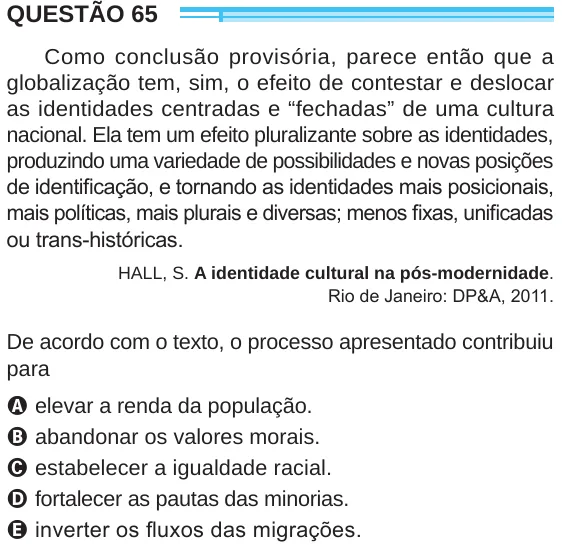 QUESTÃO 65
Como conclusão provisória, parece então que a
globalização tem, sim, o efeito de contestar e deslocar
as identidades centradas e “fechadas” de uma cultura
nacional. Ela tem um efeito pluralizante sobre as identidades,
produzindo uma variedade de possibilidades e novas posições
de identificação, e tornando as identidades mais posicionais,
mais políticas, mais plurais e diversas; menos fixas, unificadas
ou trans-históricas.
HALL, S. A identidade cultural na pós-modernidade.
Rio de Janeiro: DP&A, 2011.
De acordo com o texto, o processo apresentado contribuiu
para
A elevar a renda da população.
B abandonar os valores morais.
C estabelecer a igualdade racial.
D fortalecer as pautas das minorias.
E inverter os fluxos das migrações.